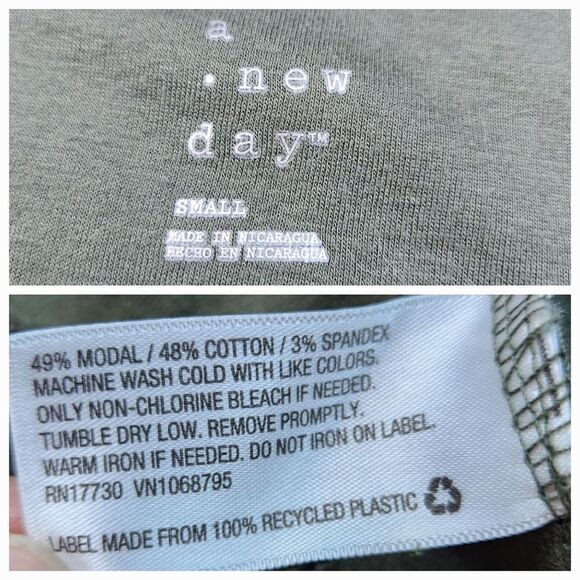 a
• new
day™
SMALL
MADE IN NICARAGUA
HECHO EN NICARAGUA
49% MODAL / 48% COTTON / 3% SPANDEX
MACHINE WASH COLD WITH LIKE COLORS.
ONLY NON-CHLORINE BLEACH IF NEEDED.
TUMBLE DRY LOW. REMOVE PROMPTLY.
WARM IRON IF NEEDED. DO NOT IRON ON LABEL.
RN17730 VN1068795
LABEL MADE FROM 100% RECYCLED PLASTIC